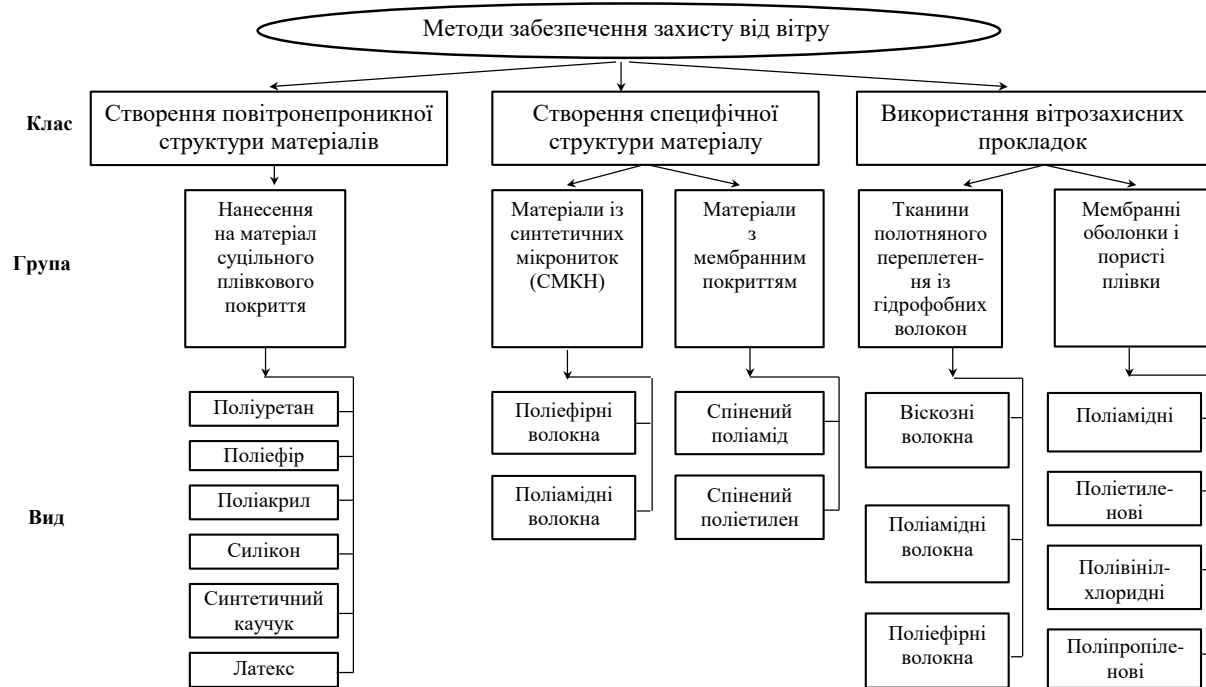 Методи забезпечення захисту від вітру
Клас
Створення повітронепроникної
структури матеріалів
Створення специфічної
структури матеріалу
Використання вітрозахисних
прокладок
Група
Нанесення
на матеріал
суцільного
плівкового
покриття
Матеріали із
синтетичних
мікрониток
(СМКН)
Матеріали
з
мембранним
покриттям
Тканини
полотняного
переплетен-
ня із
гідрофобних
волокон
Мембранні
оболонки і
пористі
плівки
Вид
Поліуретан
Поліефір
Поліакрил
Силікон
Синтетичний
каучук
Латекс
Поліефірні
волокна
Поліамідні
волокна
Спінений
поліамід
Спінений
поліетилен
Віскозні
волокна
Поліамідні
волокна
Поліефірні
волокна
Поліамідні
Поліетиле-
нові
Полівініл-
хлоридні
Поліпропіле-
нові